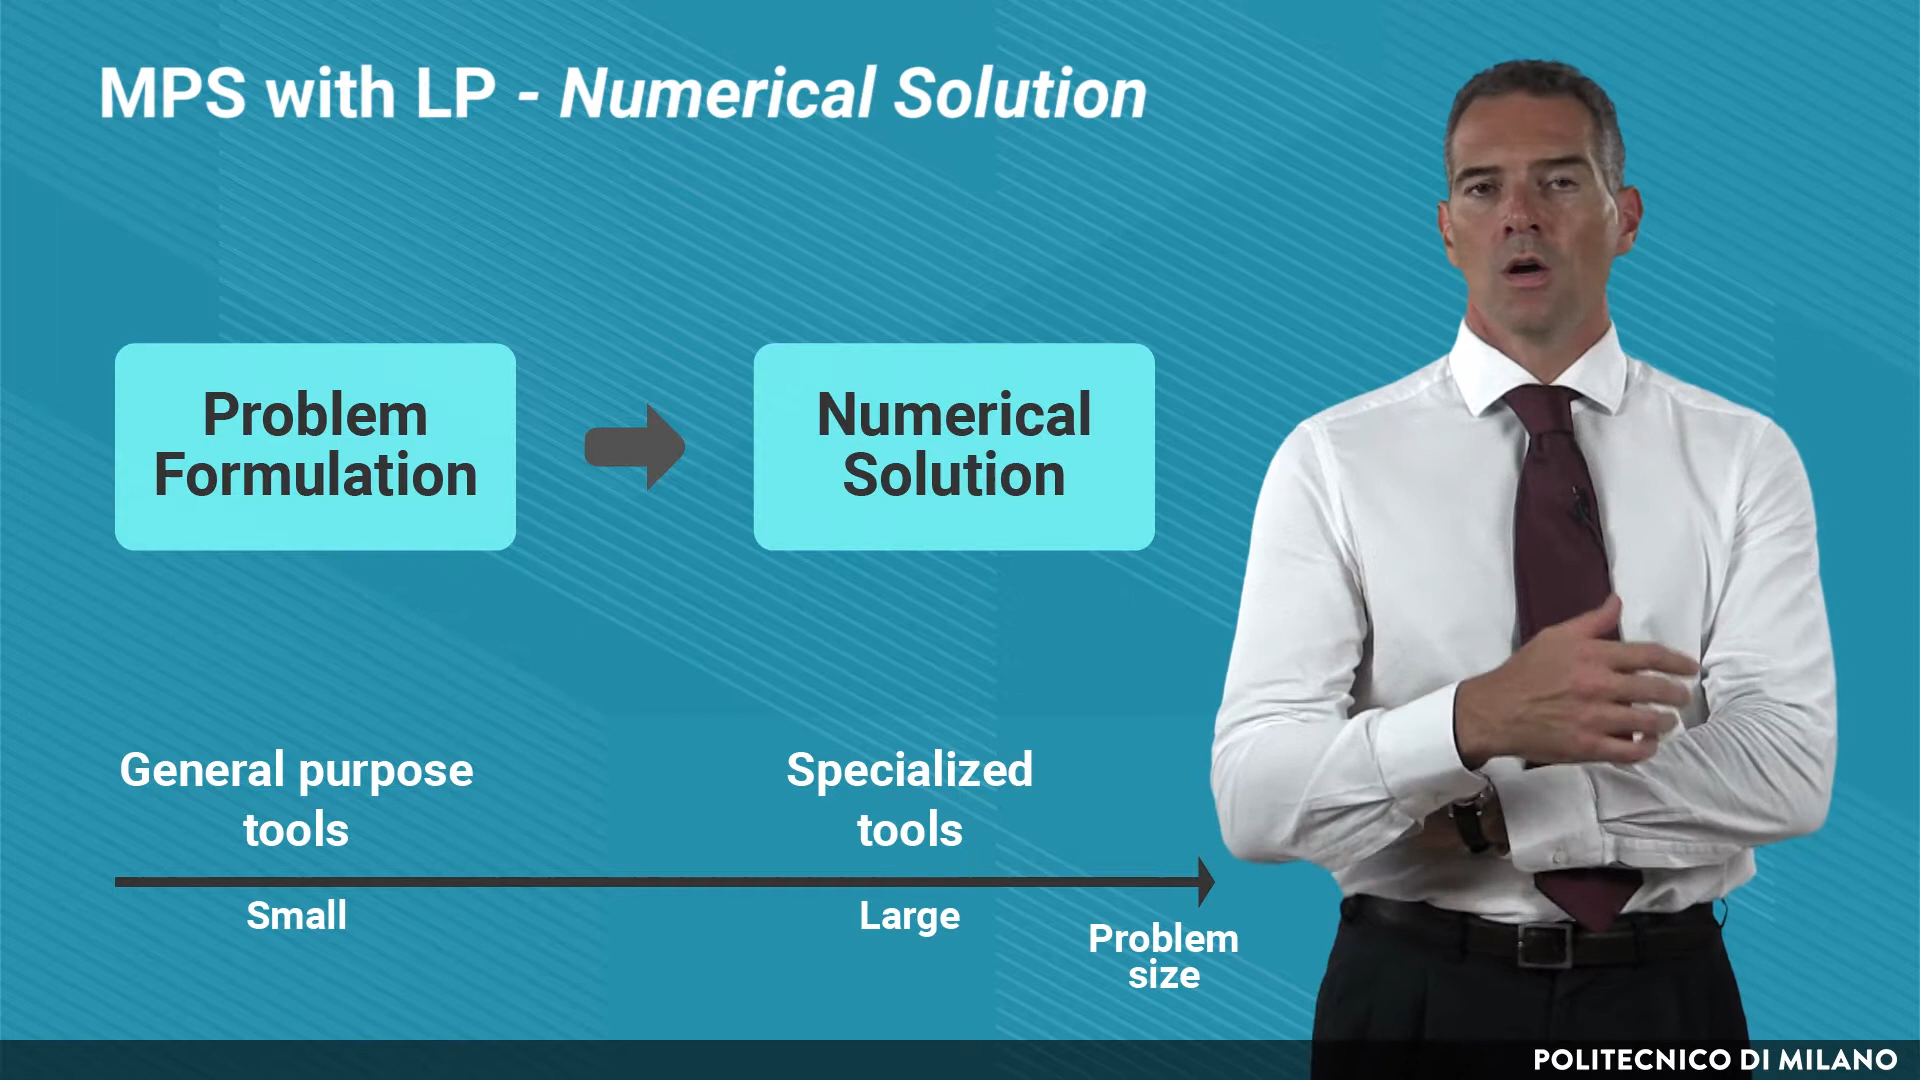 MPS with LP - Numerical Solution
Problem
Formulation
Numerical
Solution
General purpose
tools
Specialized
tools
Small
Large
Problem
size
POLITECNICO DI MILANO